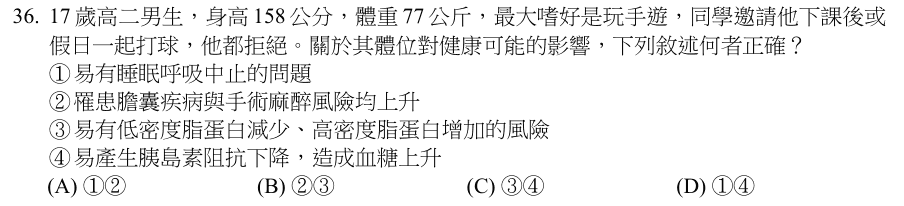 36. 17 歲高二男生，身高 158 公分，體重 77 公斤，最大嗜好是玩手遊，同學邀請他下課後或
假日一起打球，他都拒絕。關於其體位對健康可能的影響，下列敘述何者正確？
①易有睡眠呼吸中止的問題
②罹患膽囊疾病與手術麻醉風險均上升
③易有低密度脂蛋白減少、高密度脂蛋白增加的風險
④易產生胰島素阻抗下降，造成血糖上升
(A) ①② (B) ②③ (C) ③④ (D) ①④